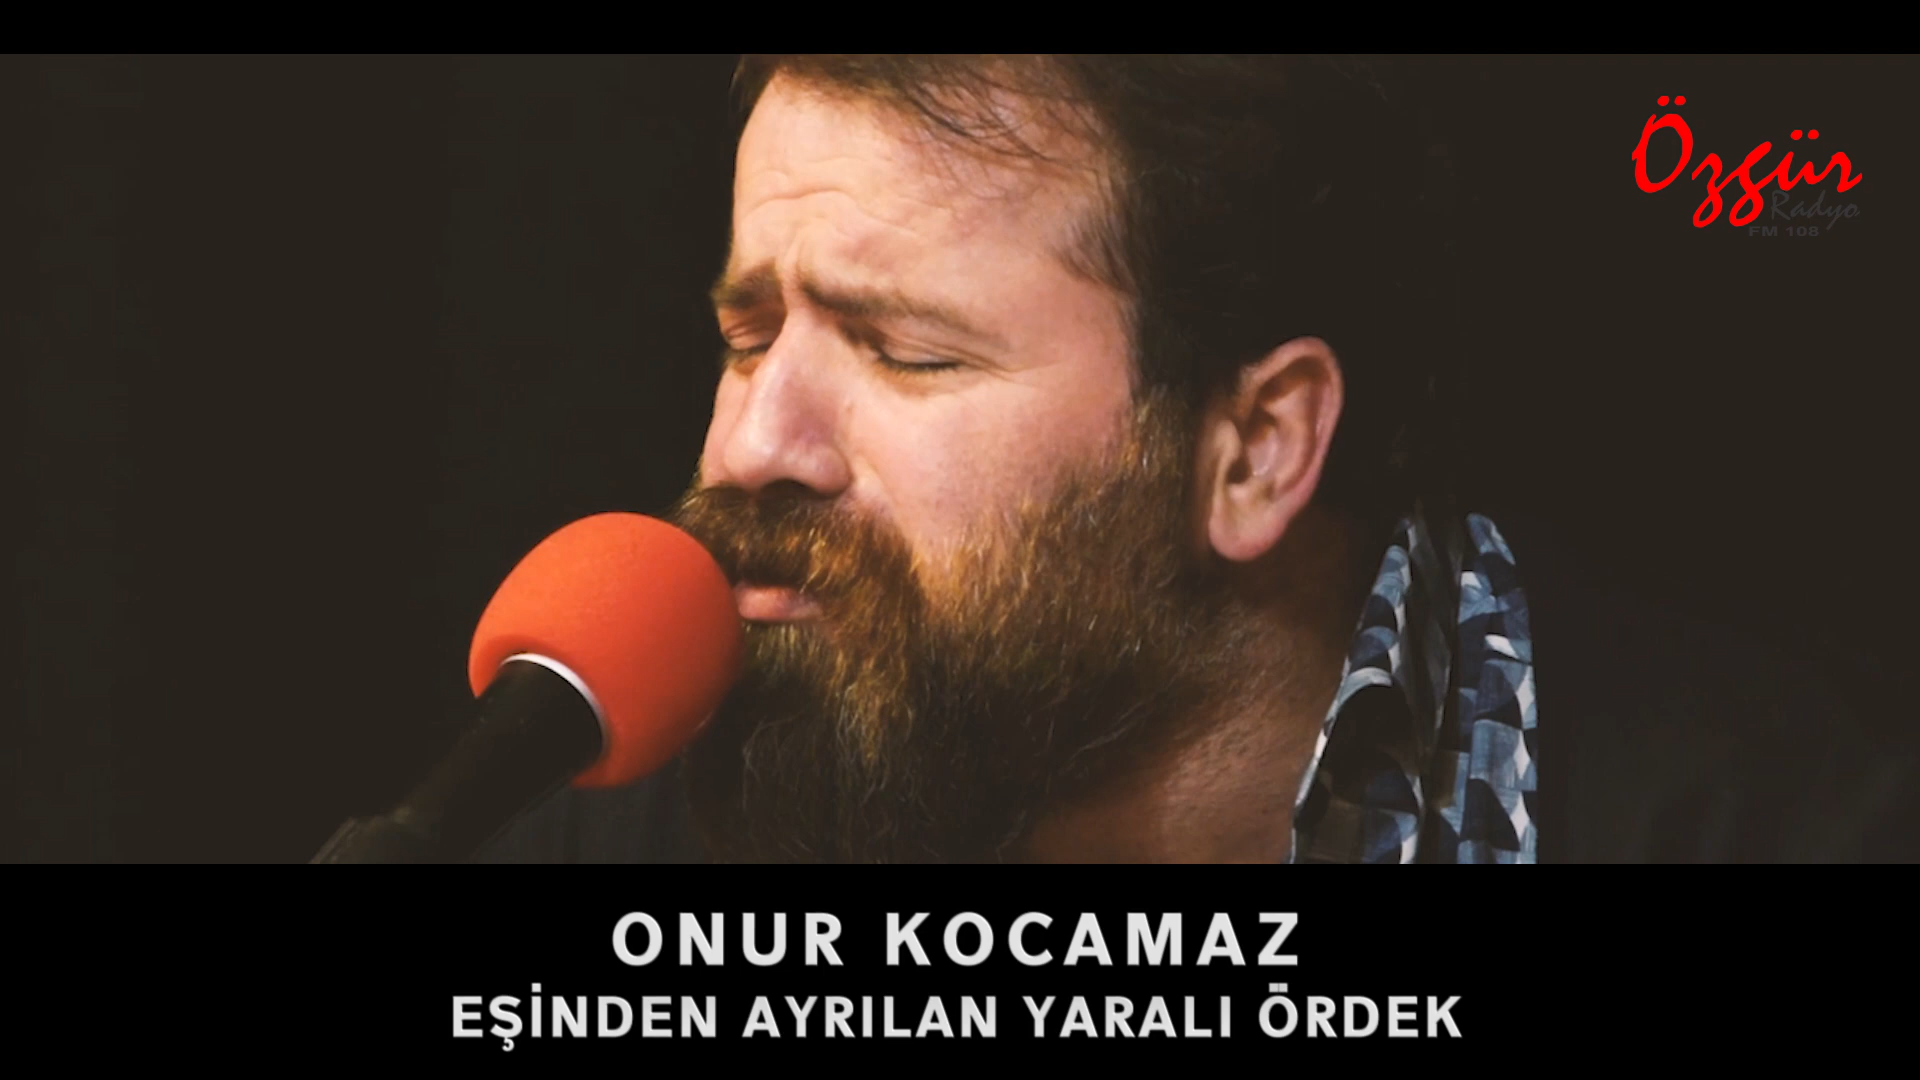 Özgür
Radyo
FM 108
ONUR KOCAMAZ
EŞİNDEN AYRILAN YARALI ÖRDEK